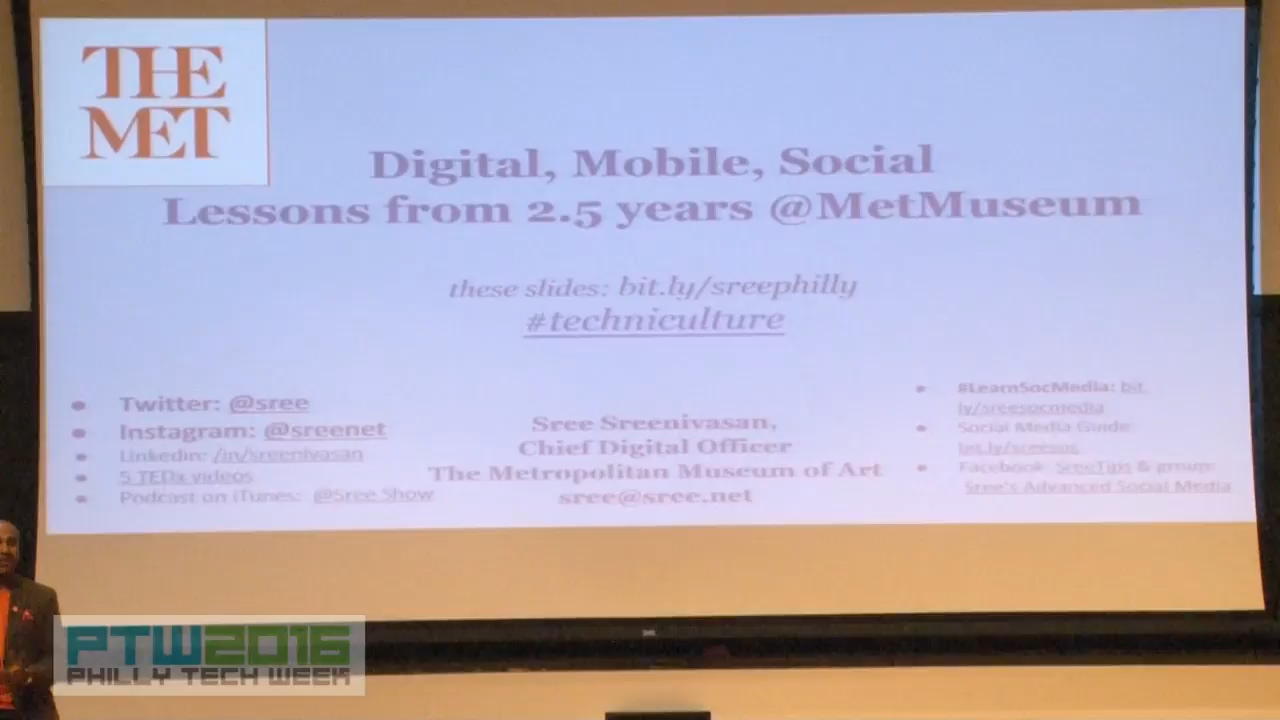 THE
MET
Digital, Mobile, Social
Lessons from 2.5 years @MetMuseum
these slides: bit.ly/sreephilly
#techniculture
• Twitter: @sree
• Instagram: @sreenet
• Linkedin: /in/sreenivasan
• 5 TEDx videos
• Podcast on iTunes: @Sree Show
Sree Sreenivasan,
Chief Digital Officer
The Metropolitan Museum of Art
sree@sree.net
• #LearnSocMedia: bit.
ly/sreesocmedia
• Social Media Guide:
bit.ly/sreesoc
• Facebook: SreeTips & group:
Sree's Advanced Social Media
PTW2016
PHILLY TECH WEEK